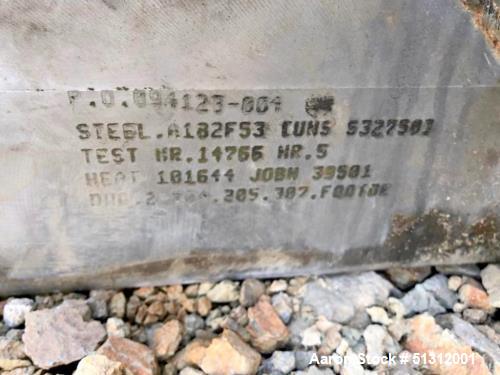 P.O.094123-004
STEEL.A182F53 [UNS S32750]
TEST NR.14766 NR.5
HEAT 101644 JOBN 39501
Aaron Stock # 51312001